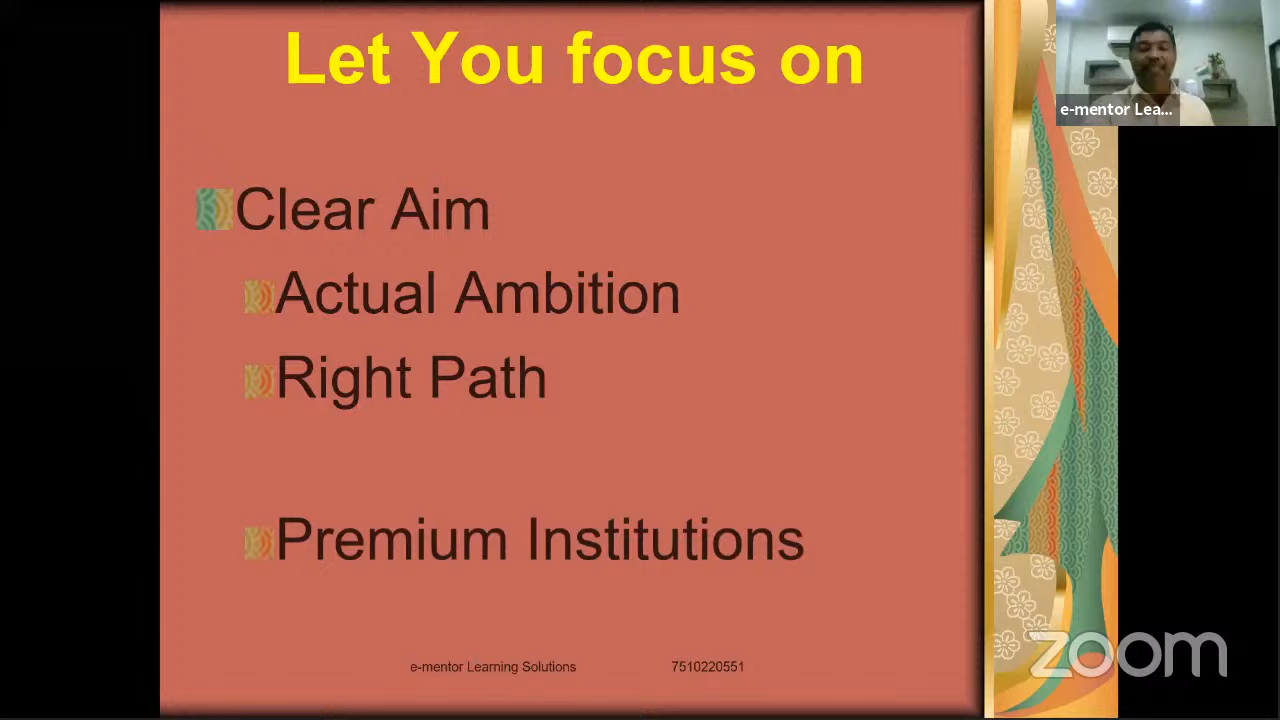 Let You focus on
e-mentor Lea...
Clear Aim
Actual Ambition
Right Path
Premium Institutions
e-mentor Learning Solutions 7510220551
zoom